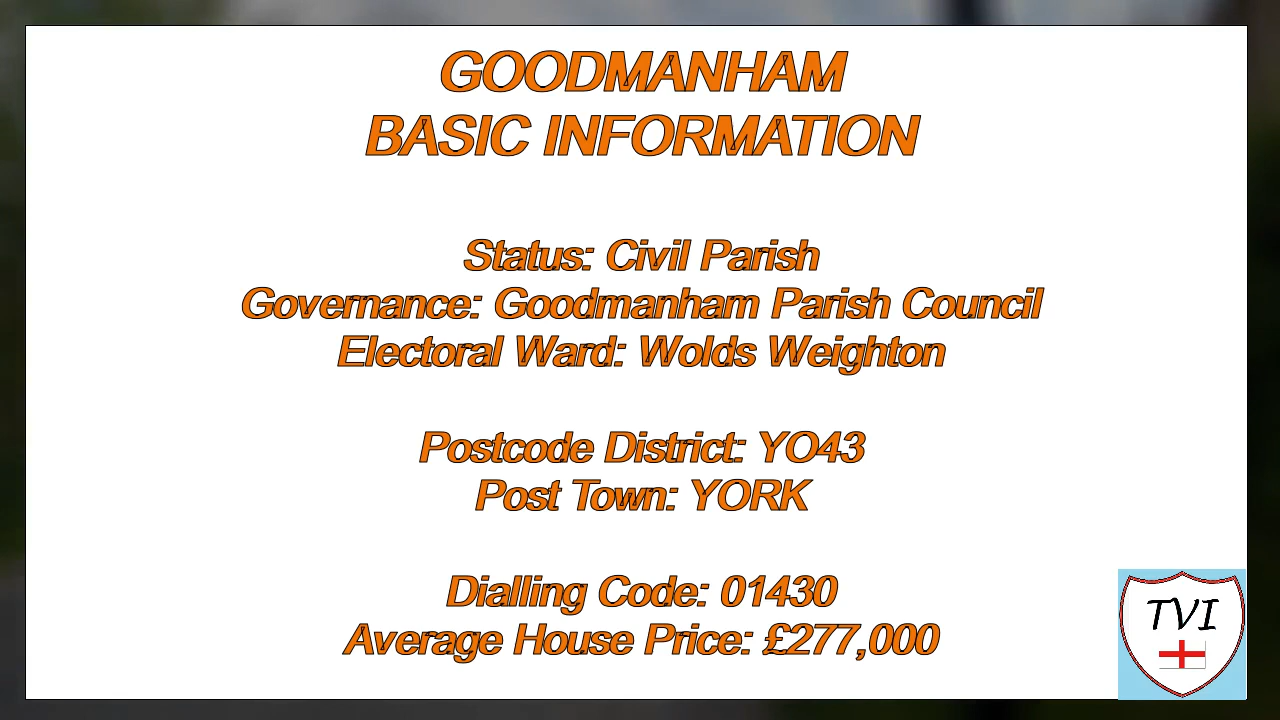 GOODMANHAM
BASIC INFORMATION
Status: Civil Parish
Governance: Goodmanham Parish Council
Electoral Ward: Wolds Weighton
Postcode District: YO43
Post Town: YORK
Dialling Code: 01430
Average House Price: £277,000
TVI